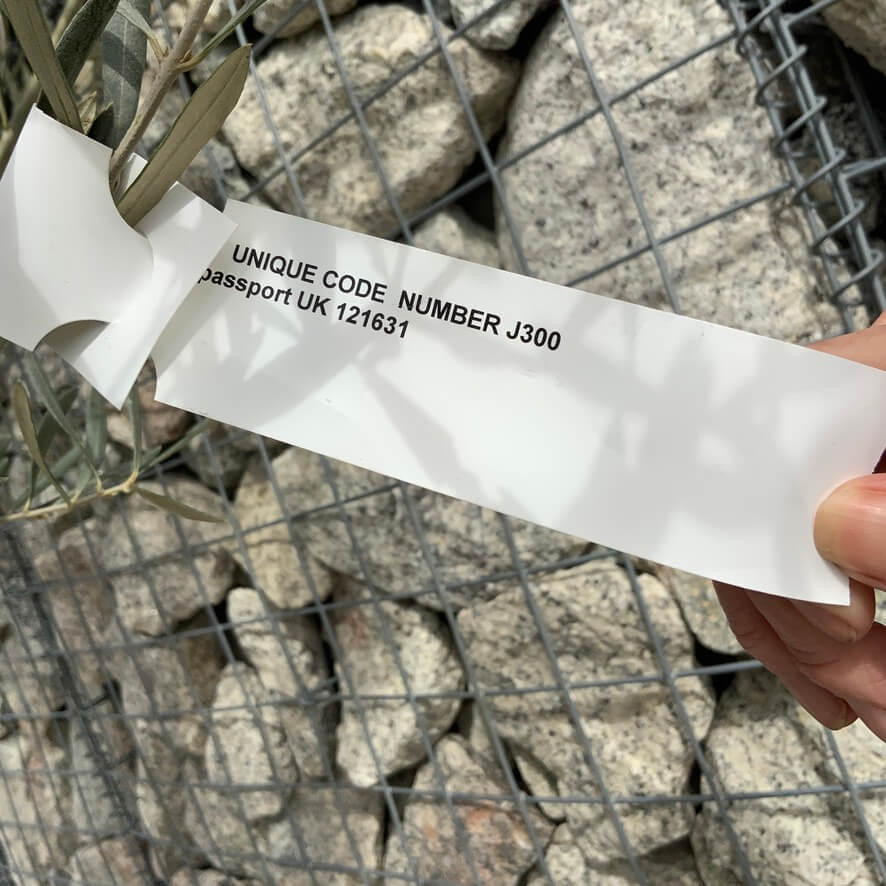 UNIQUE CODE NUMBER J300
passport UK 121631